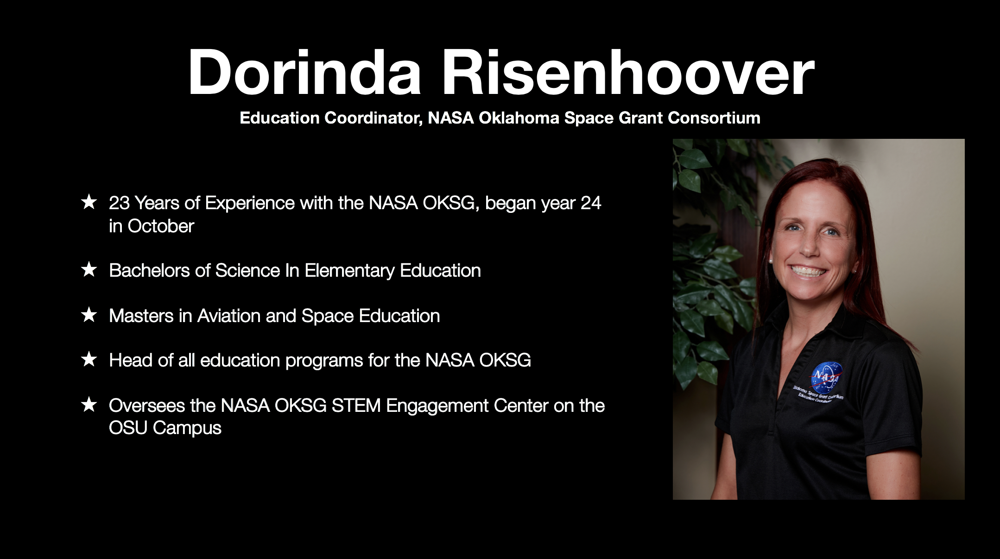 Dorinda Risenhoover
Education Coordinator, NASA Oklahoma Space Grant Consortium
★ 23 Years of Experience with the NASA OKSG, began year 24
in October
★ Bachelors of Science In Elementary Education
★ Masters in Aviation and Space Education
★ Head of all education programs for the NASA OKSG
★ Oversees the NASA OKSG STEM Engagement Center on the
OSU Campus
NASA
Oklahoma Space Grant Consortium
Education Coordinator